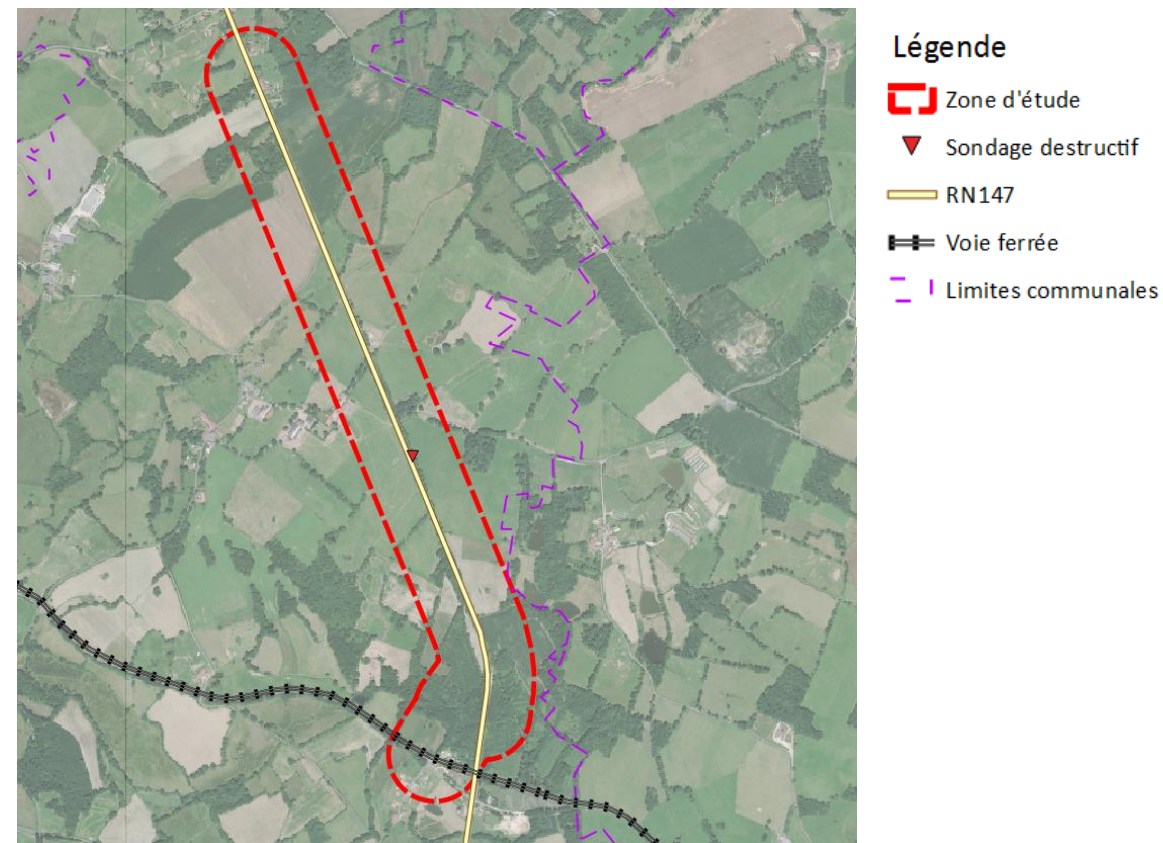 Légende
Zone d'étude
Sondage destructif
RN147
Voie ferrée
Limites communales